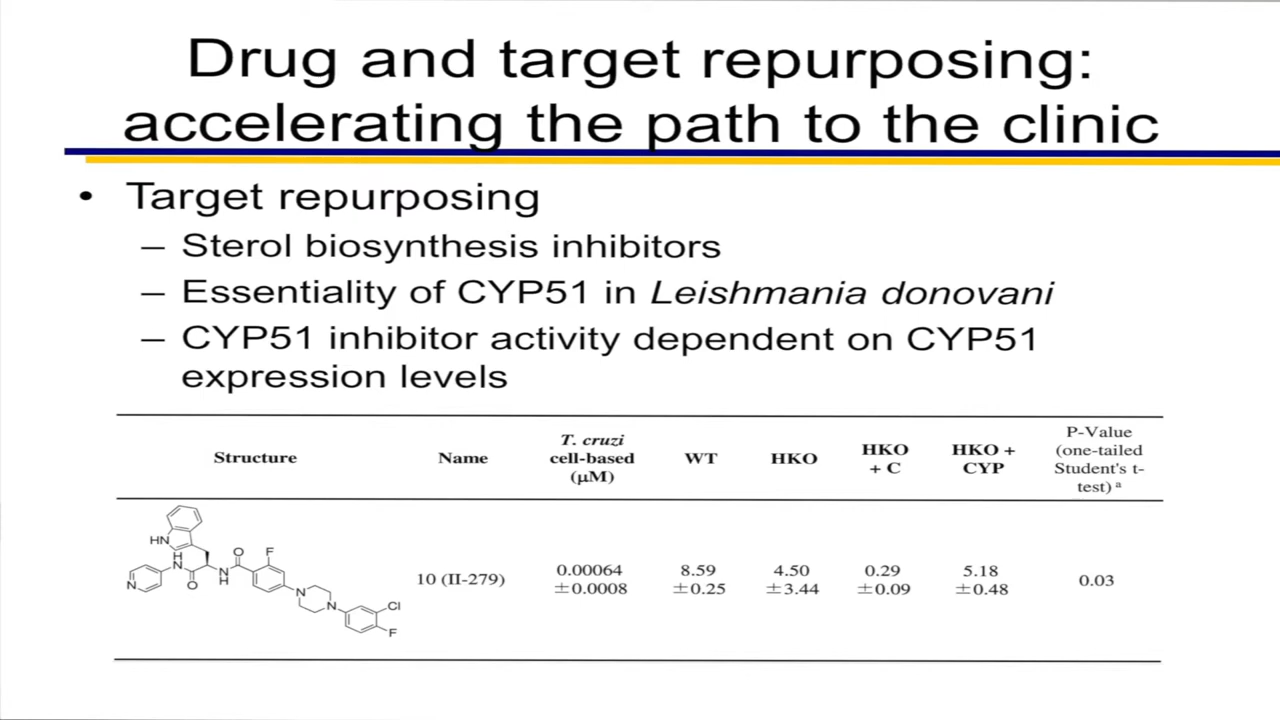 Drug and target repurposing:
accelerating the path to the clinic
• Target repurposing
– Sterol biosynthesis inhibitors
– Essentiality of CYP51 in Leishmania donovani
– CYP51 inhibitor activity dependent on CYP51
expression levels
Structure
Name
T. cruzi
cell-based
(μM)
WT
HKO
HKO
+ C
HKO +
CYP
P-Value
(one-tailed
Student's t-
test) a
HN
H
N
N
O
N
H
O
F
N
N
Cl
F
10 (II-279)
0.00064
±0.0008
8.59
±0.25
4.50
±3.44
0.29
±0.09
5.18
±0.48
0.03